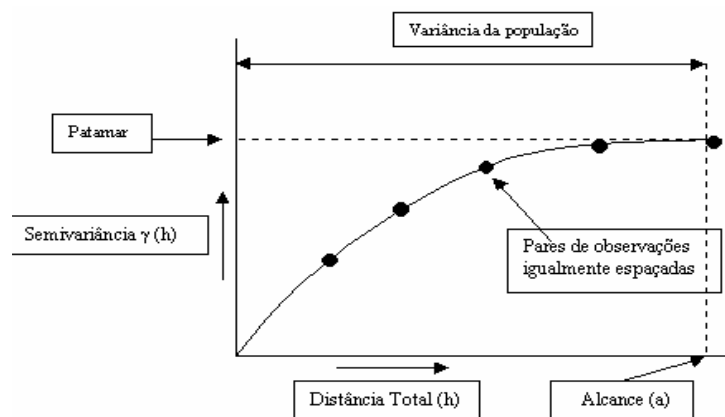 Variância da população
Patamar
Semivariância γ (h)
Pares de observações
igualmente espaçadas
Distância Total (h)
Alcance (a)